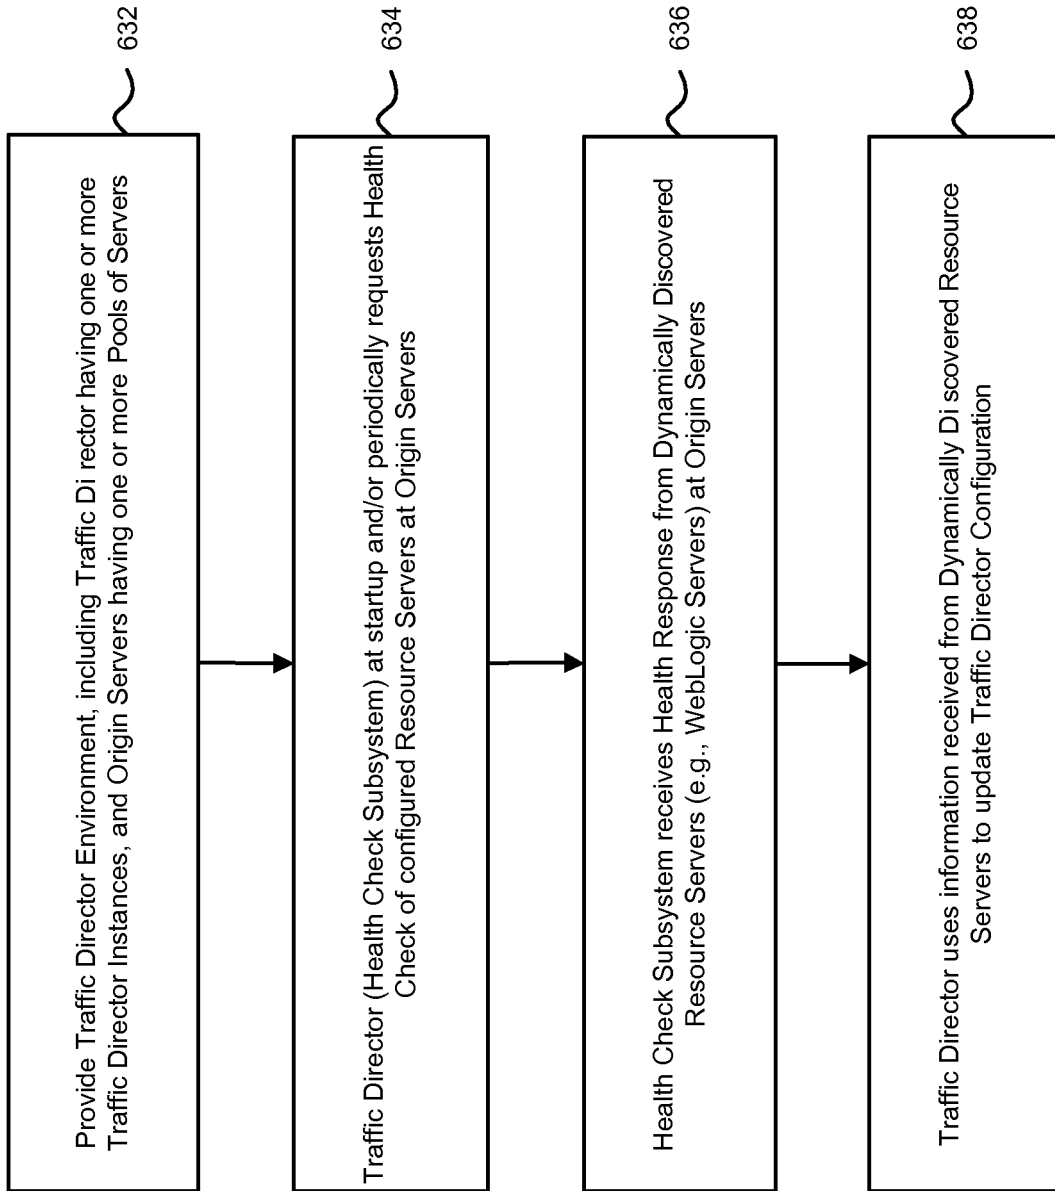 Provide Traffic Director Environment, including Traffic Di rector having one or more
Traffic Director Instances, and Origin Servers having one or more Pools of Servers
632
Traffic Director (Health Check Subsystem) at startup and/or periodically requests Health
Check of configured Resource Servers at Origin Servers
634
Health Check Subsystem receives Health Response from Dynamically Discovered
Resource Servers (e.g., WebLogic Servers) at Origin Servers
636
Traffic Director uses information received from Dynamically Di scovered Resource
Servers to update Traffic Director Configuration
638